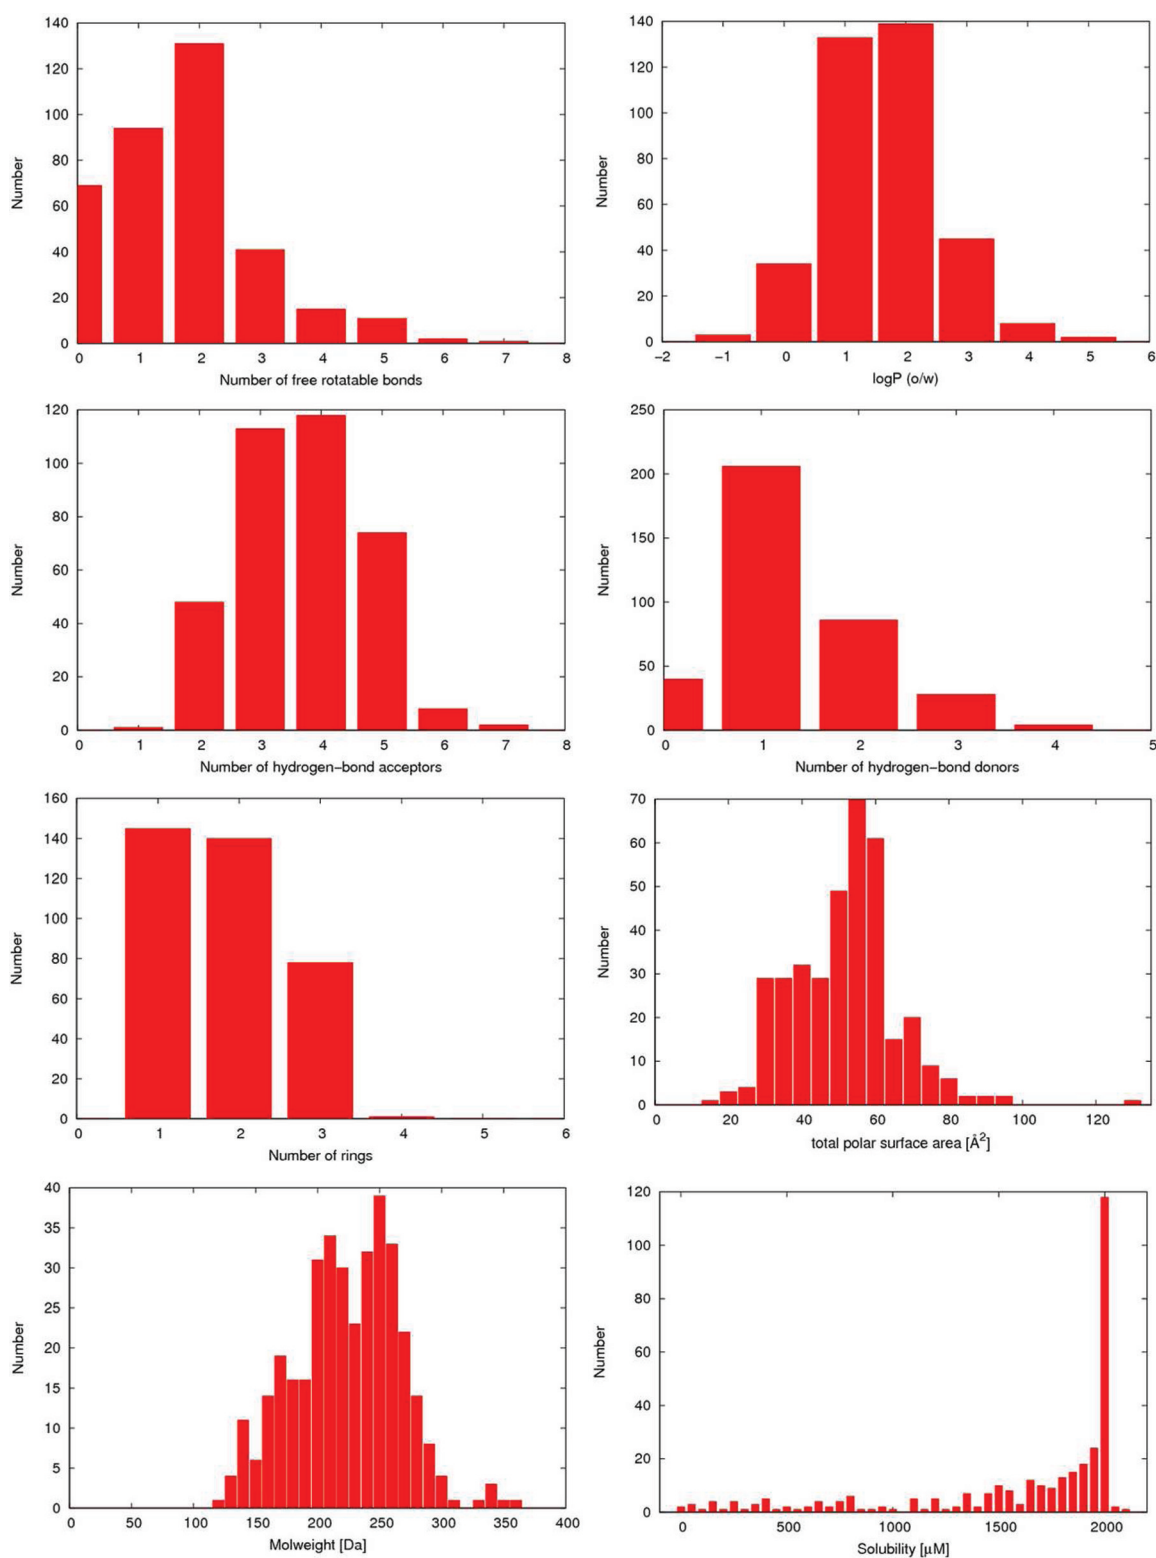 140
120
100
80
60
40
20
0
Number
0 1 2 3 4 5 6 7 8
Number of free rotatable bonds
140
120
100
80
60
40
20
0
Number
−2 −1 0 1 2 3 4 5 6
logP (o/w)
120
100
80
60
40
20
0
Number
0 1 2 3 4 5 6 7 8
Number of hydrogen−bond acceptors
250
200
150
100
50
0
Number
0 1 2 3 4 5
Number of hydrogen−bond donors
160
140
120
100
80
60
40
20
0
Number
0 1 2 3 4 5 6
Number of rings
70
60
50
40
30
20
10
0
Number
0 20 40 60 80 100 120
total polar surface area [Å²]
40
35
30
25
20
15
10
5
0
Number
0 50 100 150 200 250 300 350 400
Molweight [Da]
120
100
80
60
40
20
0
Number
0 500 1000 1500 2000
Solubility [µM]